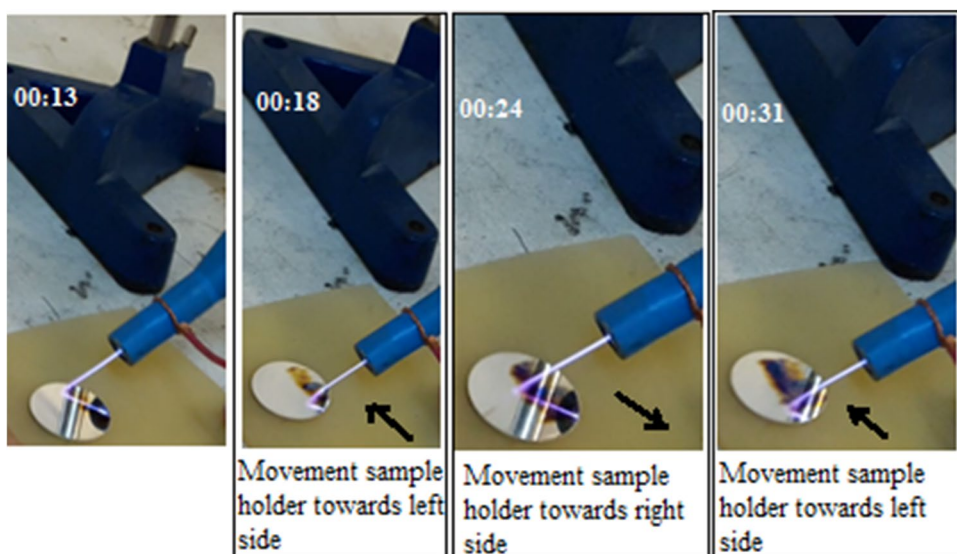 00:13
00:18
00:24
00:31
Movement sample
holder towards left
side
Movement sample
holder towards right
side
Movement sample
holder towards left
side